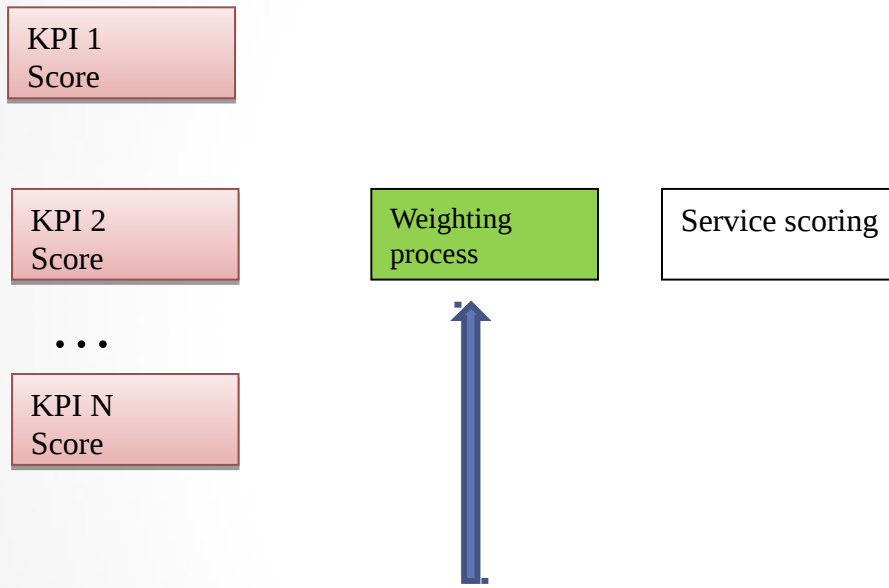 KPI 1
Score
KPI 2
Score
Weighting
process
Service scoring
...
KPI N
Score